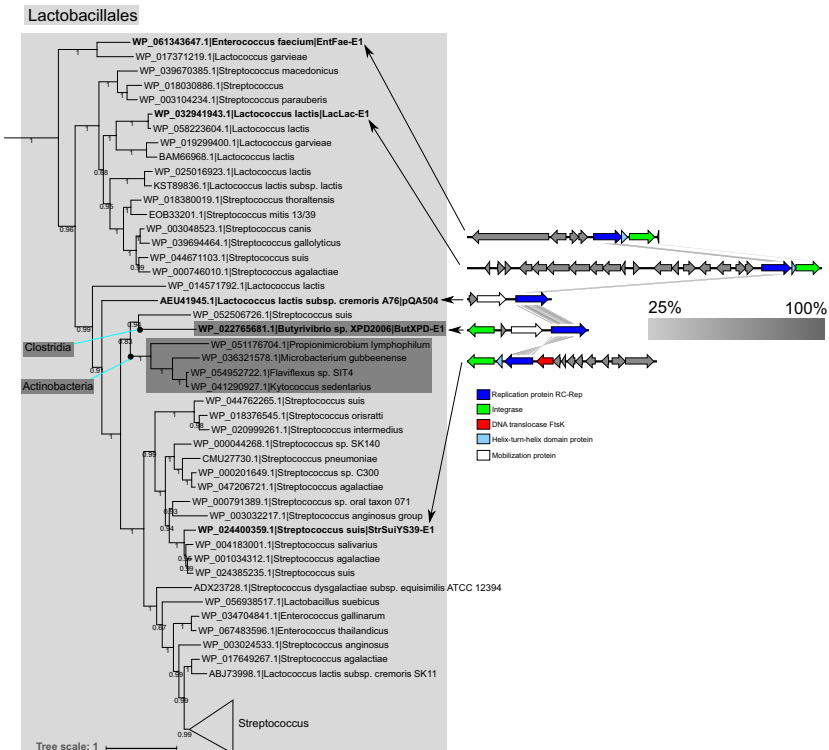 Lactobacillales
WP_061343647.1|Enterococcus faecium|EntFae-E1
WP_017371219.1|Lactococcus garvieae
WP_039670385.1|Streptococcus macedonicus
WP_018030886.1|Streptococcus
WP_003104234.1|Streptococcus parauberis
WP_032941943.1|Lactococcus lactis|LacLac-E1
WP_058223604.1|Lactococcus lactis
WP_019299400.1|Lactococcus garvieae
BAM66968.1|Lactococcus lactis
WP_025016923.1|Lactococcus lactis
KST89836.1|Lactococcus lactis subsp. lactis
WP_018380019.1|Streptococcus thoraltensis
EOB33201.1|Streptococcus mitis 13/39
WP_003048523.1|Streptococcus canis
WP_039694464.1|Streptococcus gallolyticus
WP_044671103.1|Streptococcus suis
WP_000746010.1|Streptococcus agalactiae
WP_014571792.1|Lactococcus lactis
AEU41945.1|Lactococcus lactis subsp. cremoris A76|pQA504
WP_052506726.1|Streptococcus suis
WP_022765681.1|Butyrivibrio sp. XPD2006|ButXPD-E1
Clostridia
WP_051176704.1|Propionimicrobium lymphophilum
WP_036321578.1|Microbacterium gubbeenense
WP_054952722.1|Flaviflexus sp. SIT4
WP_041290927.1|Kytococcus sedentarius
Actinobacteria
WP_044762265.1|Streptococcus suis
WP_018376545.1|Streptococcus orisratti
WP_020999261.1|Streptococcus intermedius
WP_000044268.1|Streptococcus sp. SK140
CMU27730.1|Streptococcus pneumoniae
WP_000201649.1|Streptococcus sp. C300
WP_047206721.1|Streptococcus agalactiae
WP_000791389.1|Streptococcus sp. oral taxon 071
WP_003032217.1|Streptococcus anginosus group
WP_024400359.1|Streptococcus suis|StrSuiYS39-E1
WP_004183001.1|Streptococcus salivarius
WP_001034312.1|Streptococcus agalactiae
WP_024385235.1|Streptococcus suis
ADX23728.1|Streptococcus dysgalactiae subsp. equisimilis ATCC 12394
WP_056938517.1|Lactobacillus suebicus
WP_034704841.1|Enterococcus gallinarum
WP_067483596.1|Enterococcus thailandicus
WP_003024533.1|Streptococcus anginosus
WP_017649267.1|Streptococcus agalactiae
ABJ73998.1|Lactococcus lactis subsp. cremoris SK11
Streptococcus
Tree scale: 1
25% 100%
Replication protein RC-Rep
Integrase
DNA translocase FtsK
Helix-turn-helix domain protein
Mobilization protein